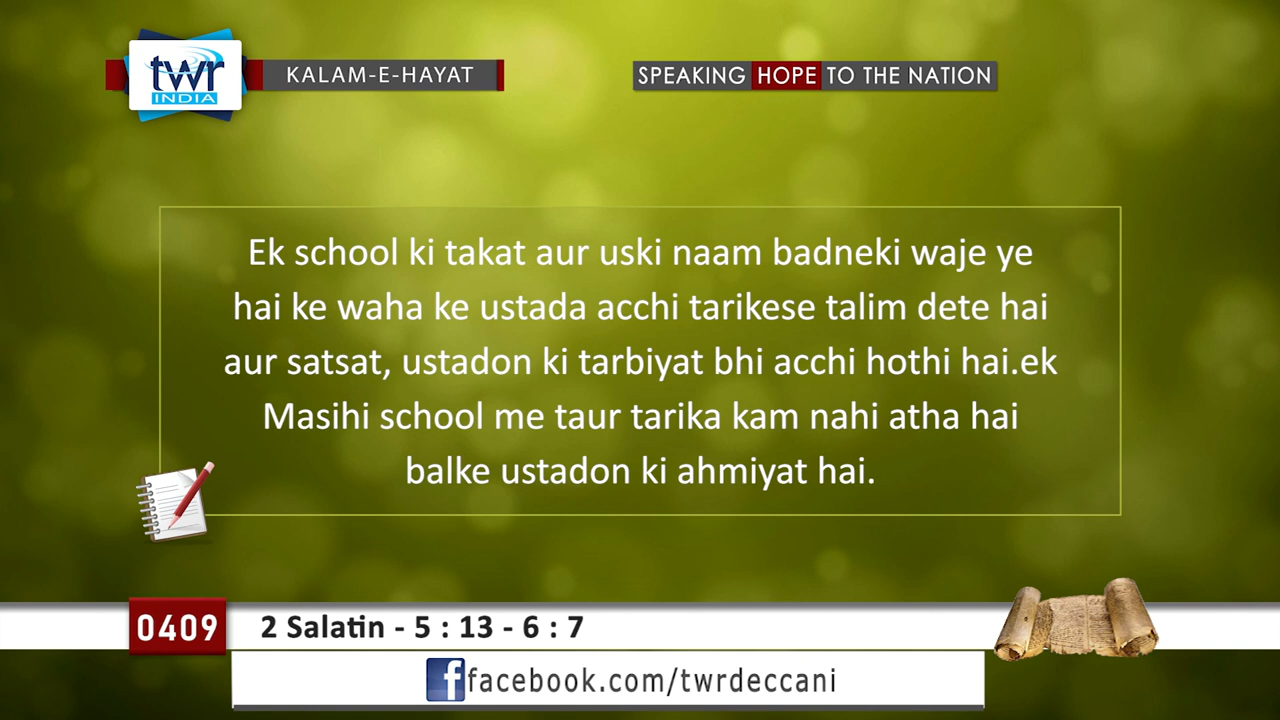 twr
INDIA
KALAM-E-HAYAT
SPEAKING HOPE TO THE NATION
Ek school ki takat aur uski naam badneki waje ye
hai ke waha ke ustada acchi tarikese talim dete hai
aur satsat, ustadon ki tarbiyat bhi acchi hothi hai.ek
Masihi school me taur tarika kam nahi atha hai
balke ustadon ki ahmiyat hai.
0409
2 Salatin - 5 : 13 - 6 : 7
facebook.com/twrdeccani